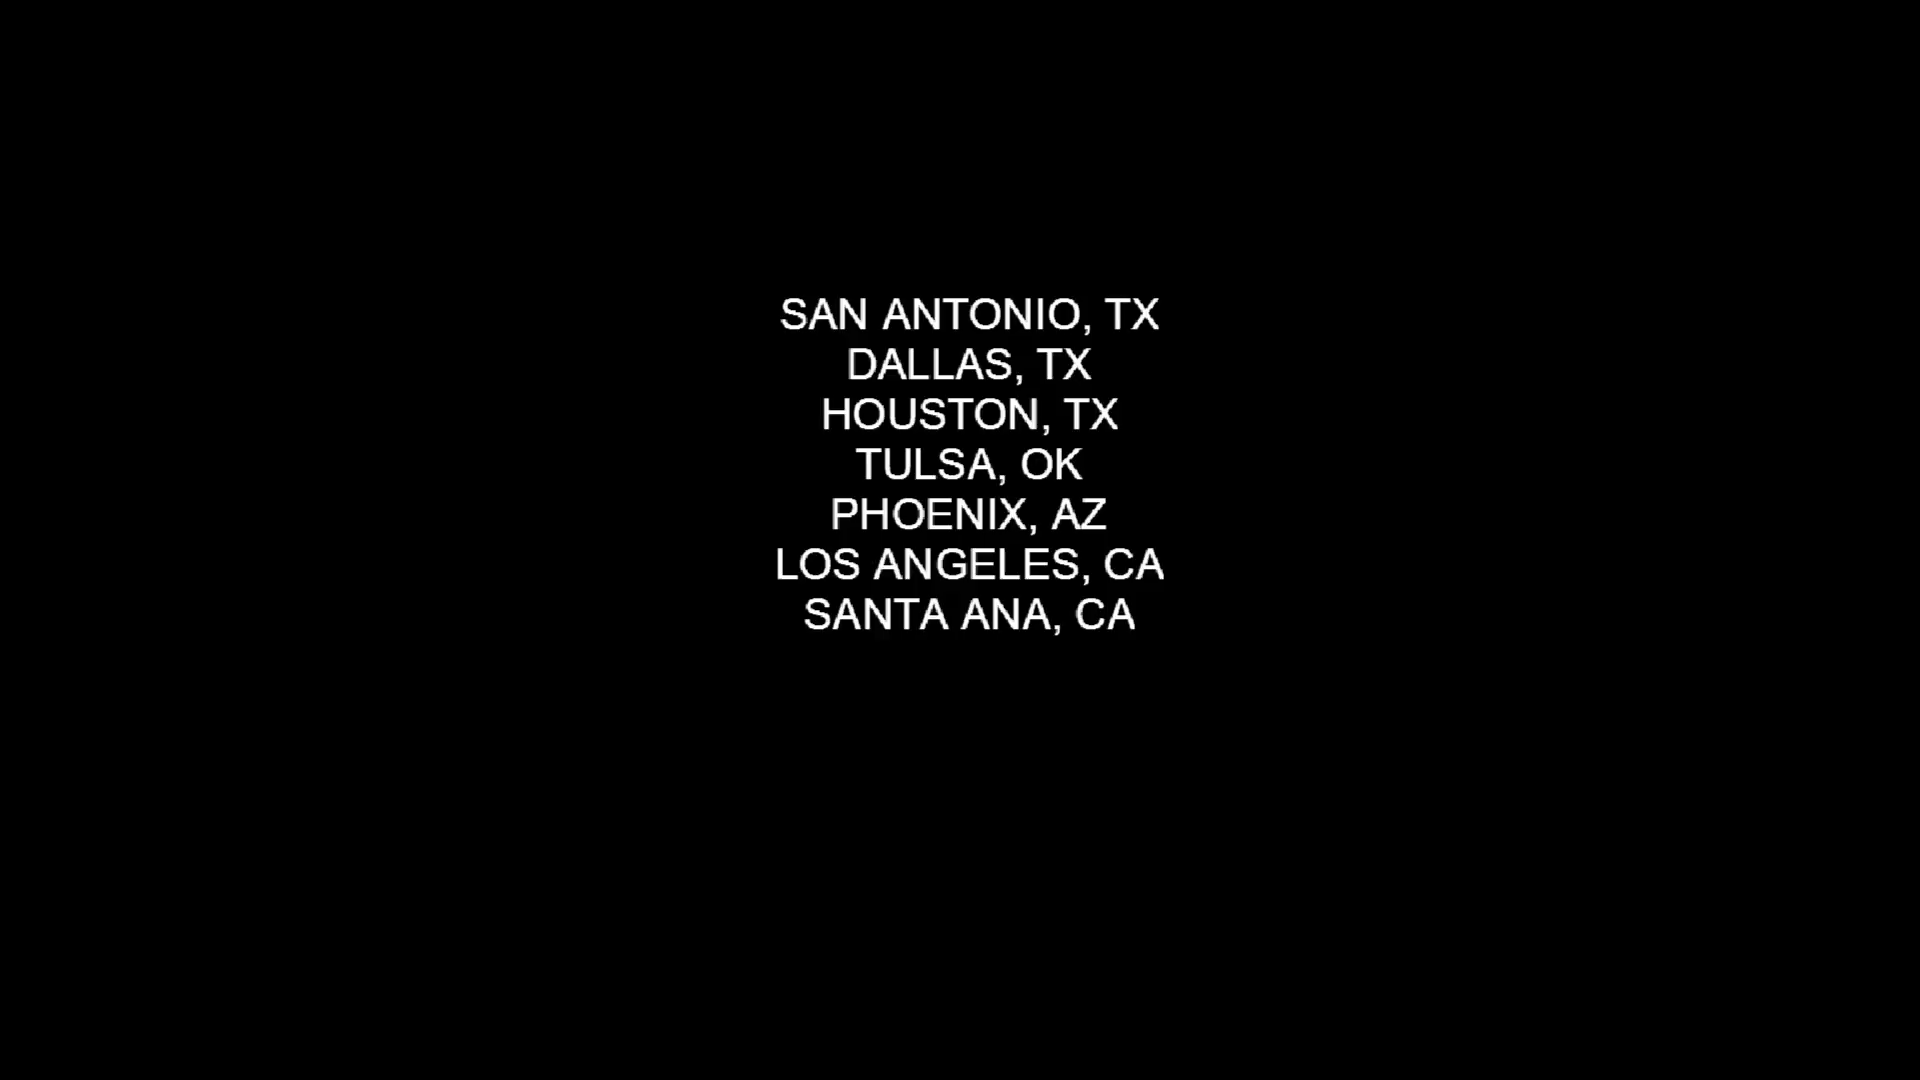 SAN ANTONIO, TX
DALLAS, TX
HOUSTON, TX
TULSA, OK
PHOENIX, AZ
LOS ANGELES, CA
SANTA ANA, CA